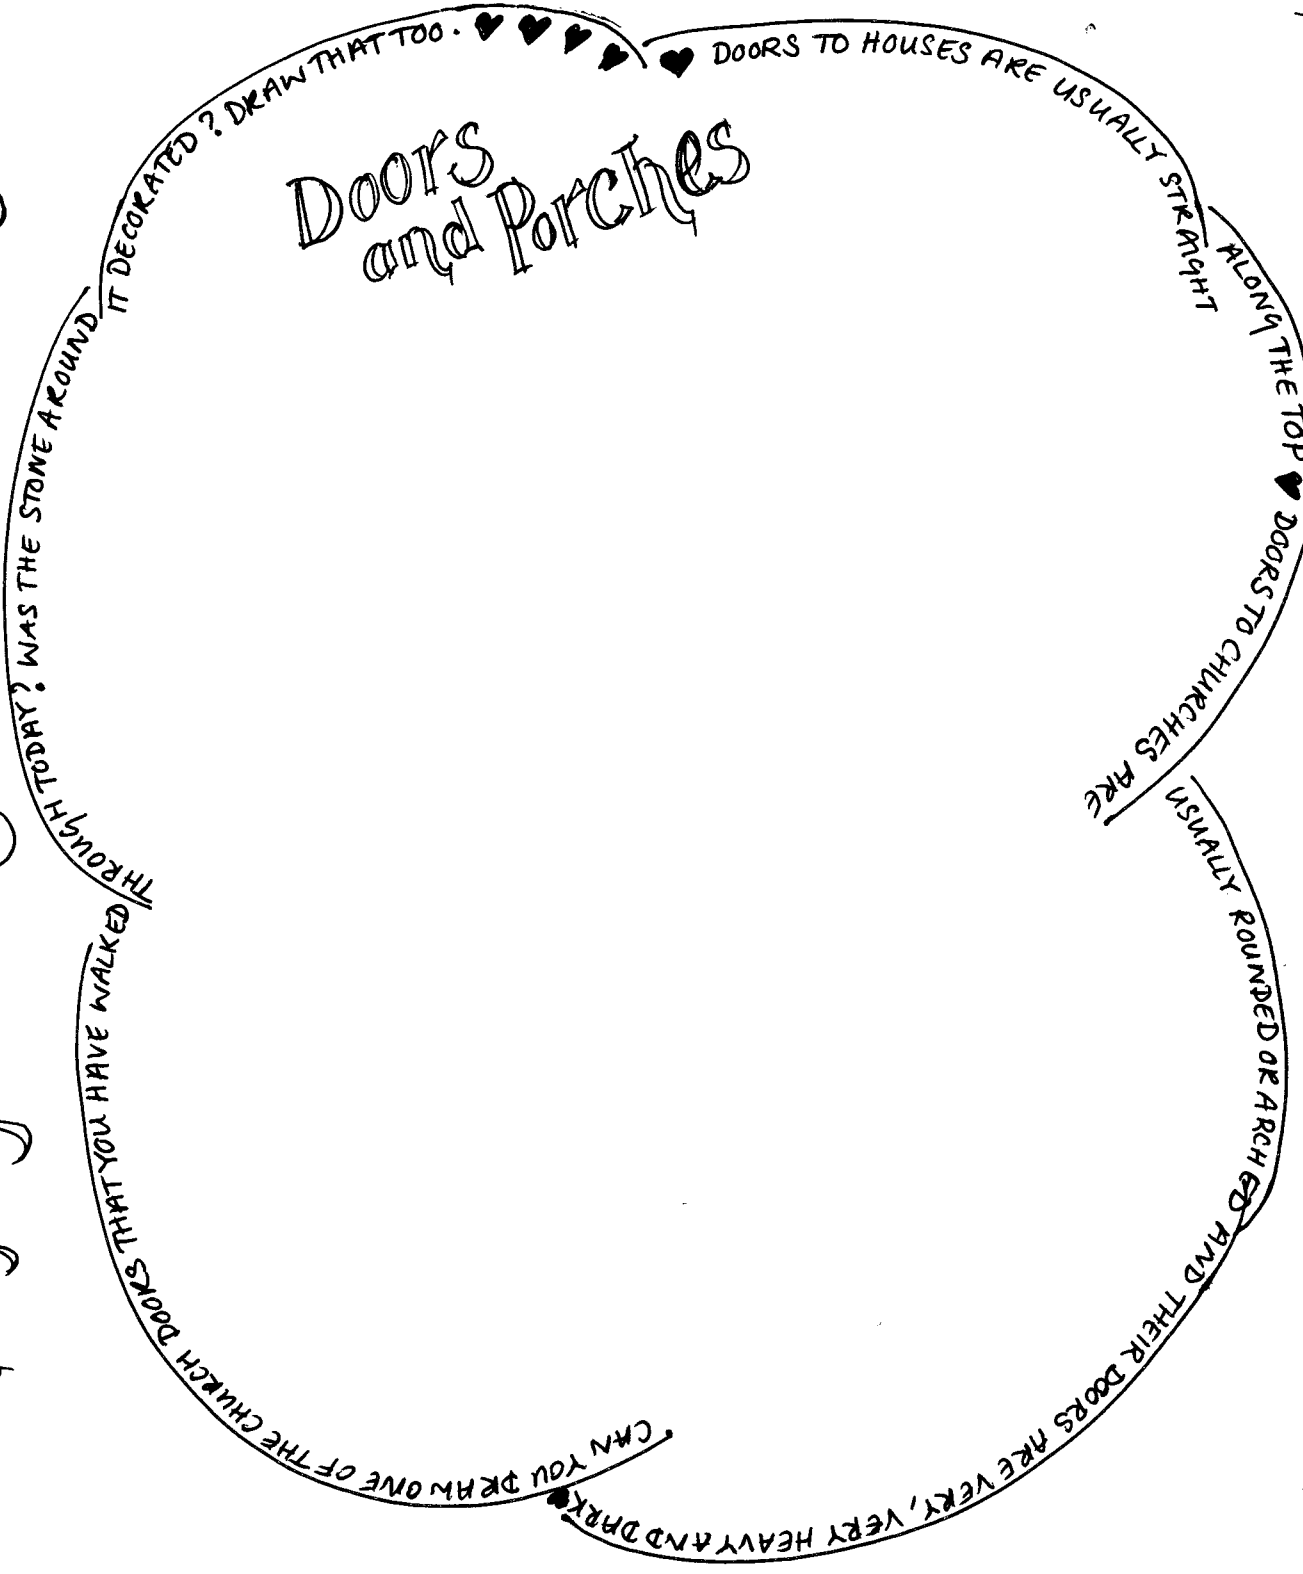 Doors
and Porches
♥ DOORS TO HOUSES ARE USUALLY STRAIGHT
ALONG THE TOP ♥ DOORS TO CHURCHES ARE
USUALLY ROUNDED OR ARCHED AND THEIR DOORS ARE VERY, VERY HEAVY AND DARK
CAN YOU DRAW ONE OF THE CHURCH DOORS THAT YOU HAVE WALKED
THROUGH TODAY? WAS THE STONE AROUND
IT DECORATED? DRAW THAT TOO. ♥ ♥ ♥ ♥